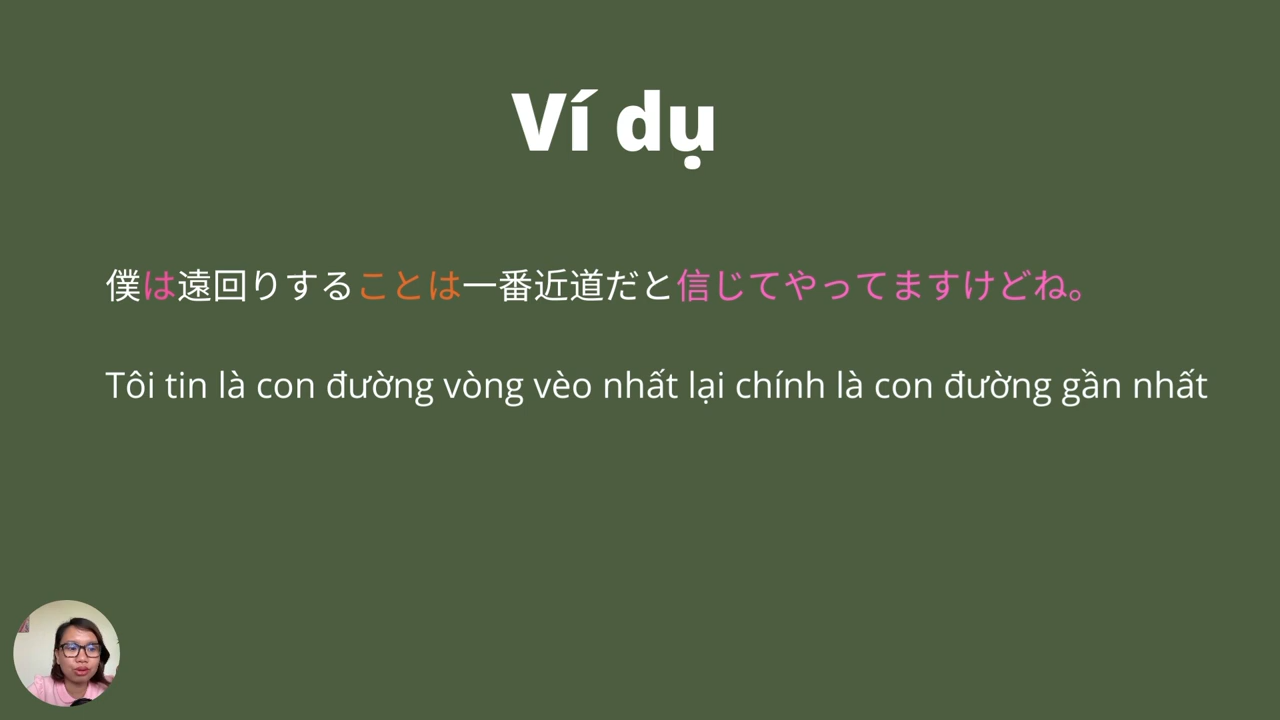 Ví dụ
僕は遠回りすることは一番近道だと信じてやってますけどね。
Tôi tin là con đường vòng vèo nhất lại chính là con đường gần nhất